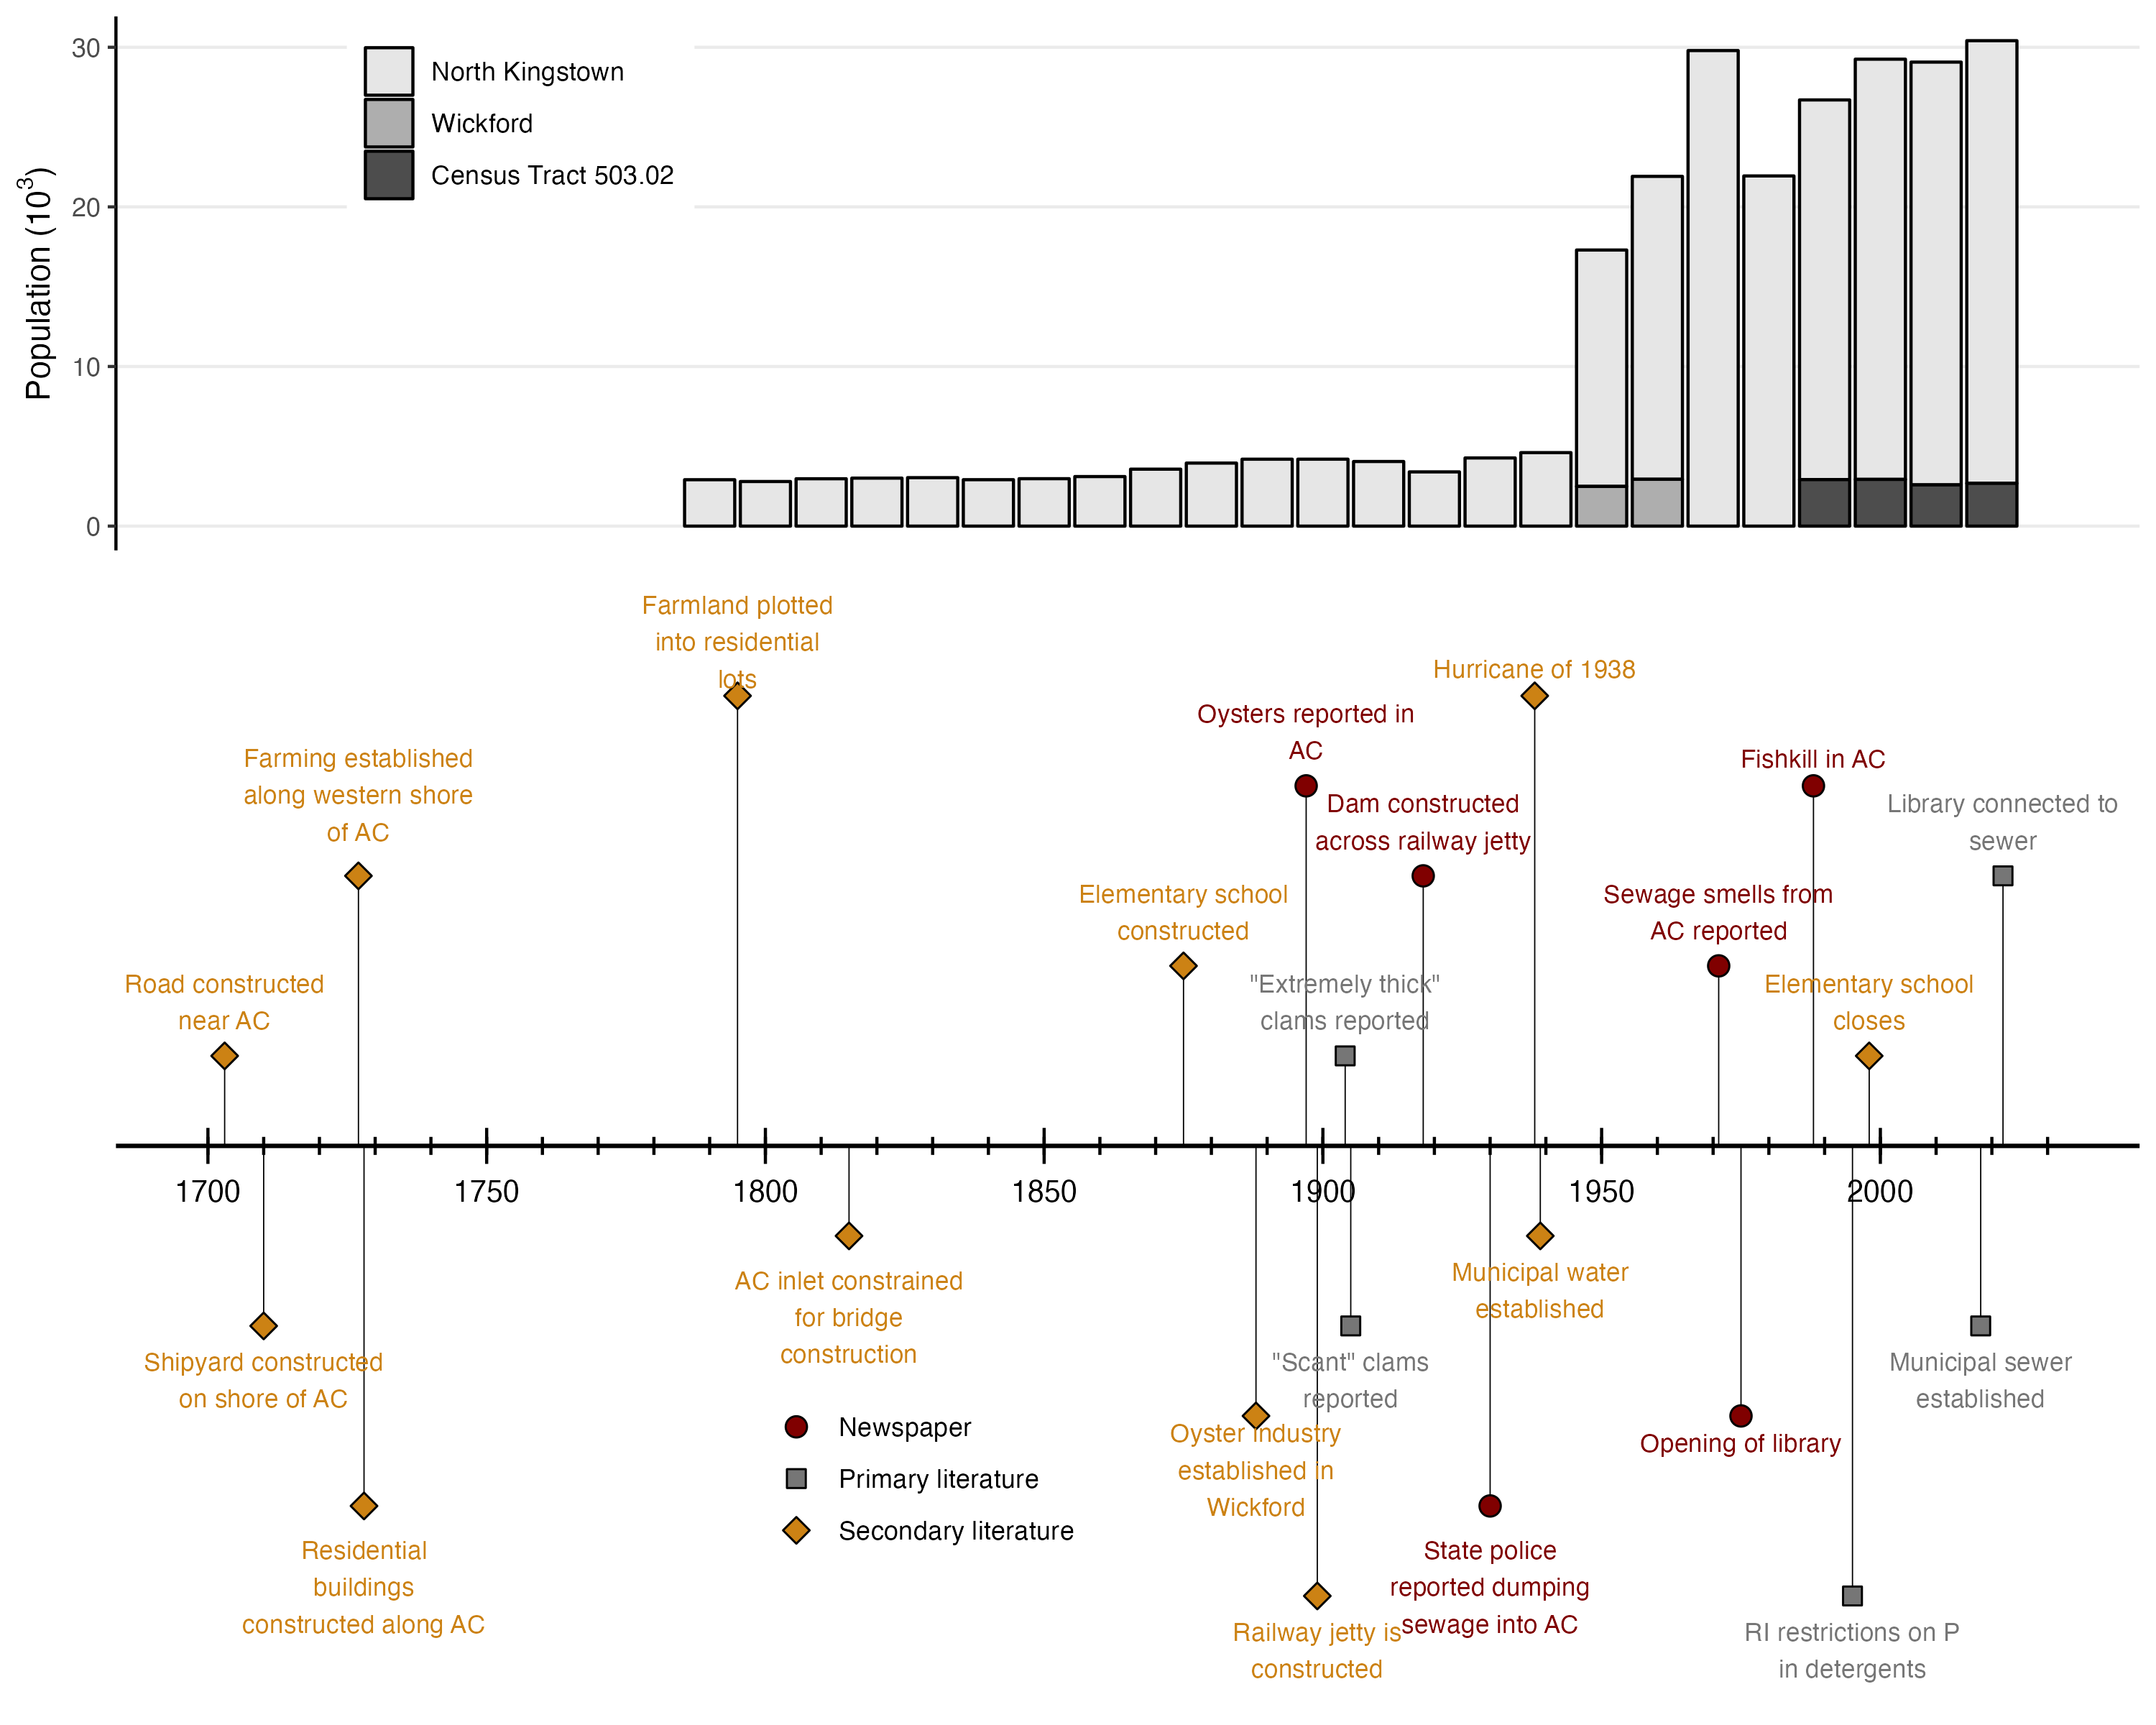 30
20
10
0
Population (10³)
North Kingstown
Wickford
Census Tract 503.02
Farmland plotted
into residential
lots
Hurricane of 1938
Oysters reported in
AC
Farming established
along western shore
of AC
Fishkill in AC
Dam constructed
across railway jetty
Library connected to
sewer
Elementary school
constructed
Sewage smells from
AC reported
Road constructed
near AC
"Extremely thick"
clams reported
Elementary school
closes
1700
1750
1800
1850
1900
1950
2000
AC inlet constrained
for bridge
construction
Municipal water
established
Shipyard constructed
on shore of AC
"Scant" clams
reported
Municipal sewer
established
Newspaper
Primary literature
Secondary literature
Oyster industry
established in
Wickford
Opening of library
Residential
buildings
constructed along AC
State police
reported dumping
sewage into AC
Railway jetty is
constructed
RI restrictions on P
in detergents